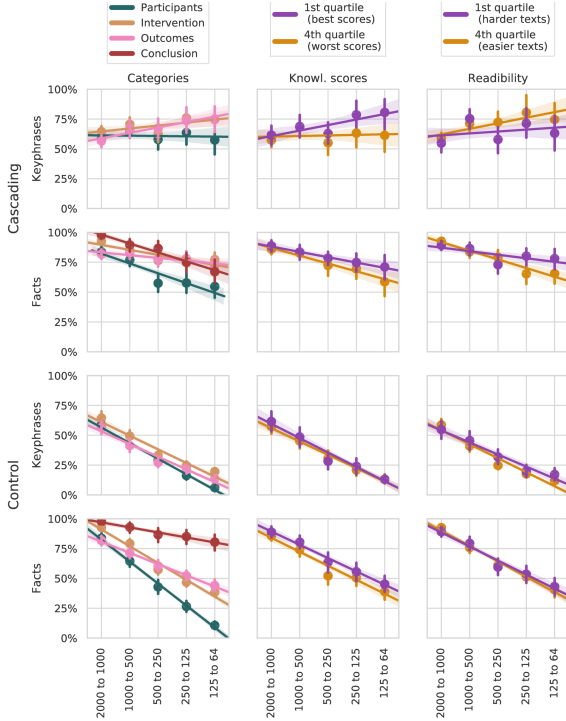 Participants
Intervention
Outcomes
Conclusion
1st quartile
(best scores)
4th quartile
(worst scores)
1st quartile
(harder texts)
4th quartile
(easier texts)
Categories
Knowl. scores
Readibility
Cascading
Keyphrases
100%
75%
50%
25%
0%
Facts
100%
75%
50%
25%
0%
Control
Keyphrases
100%
75%
50%
25%
0%
Facts
100%
75%
50%
25%
0%
2000 to 1000
1000 to 500
500 to 250
250 to 125
125 to 64
2000 to 1000
1000 to 500
500 to 250
250 to 125
125 to 64
2000 to 1000
1000 to 500
500 to 250
250 to 125
125 to 64